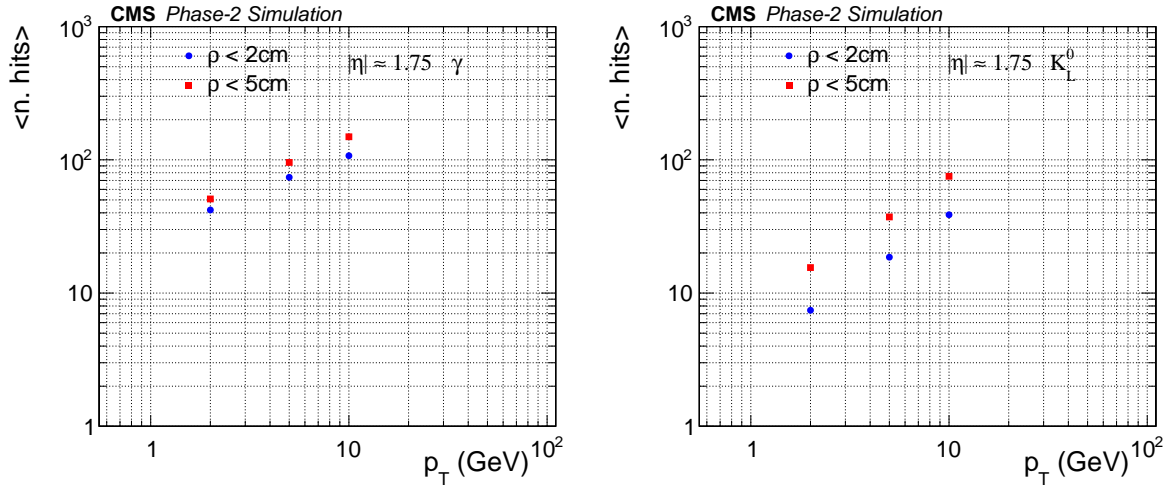 CMS Phase-2 Simulation
<n. hits>
10³
ρ < 2cm
ρ < 5cm
|η| ≈ 1.75 γ
10²
10
1
1
10
10²
p_T (GeV)
CMS Phase-2 Simulation
<n. hits>
10³
ρ < 2cm
ρ < 5cm
|η| ≈ 1.75 K⁰_L
10²
10
1
1
10
10²
p_T (GeV)